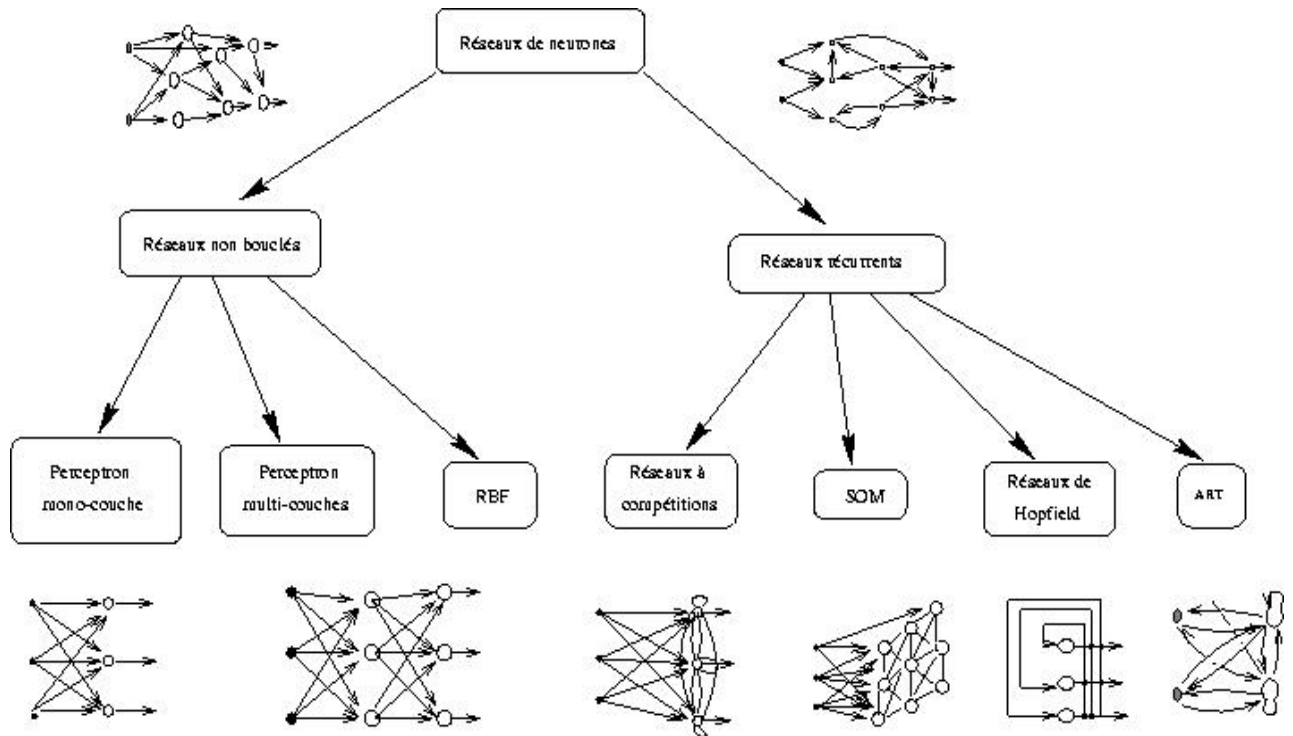 Réseaux de neurones
Réseaux non bouclés
Réseaux récurrents
Perceptron
mono-couche
Perceptron
multi-couches
RBF
Réseaux à
compétitions
SOM
Réseaux de
Hopfield
ART